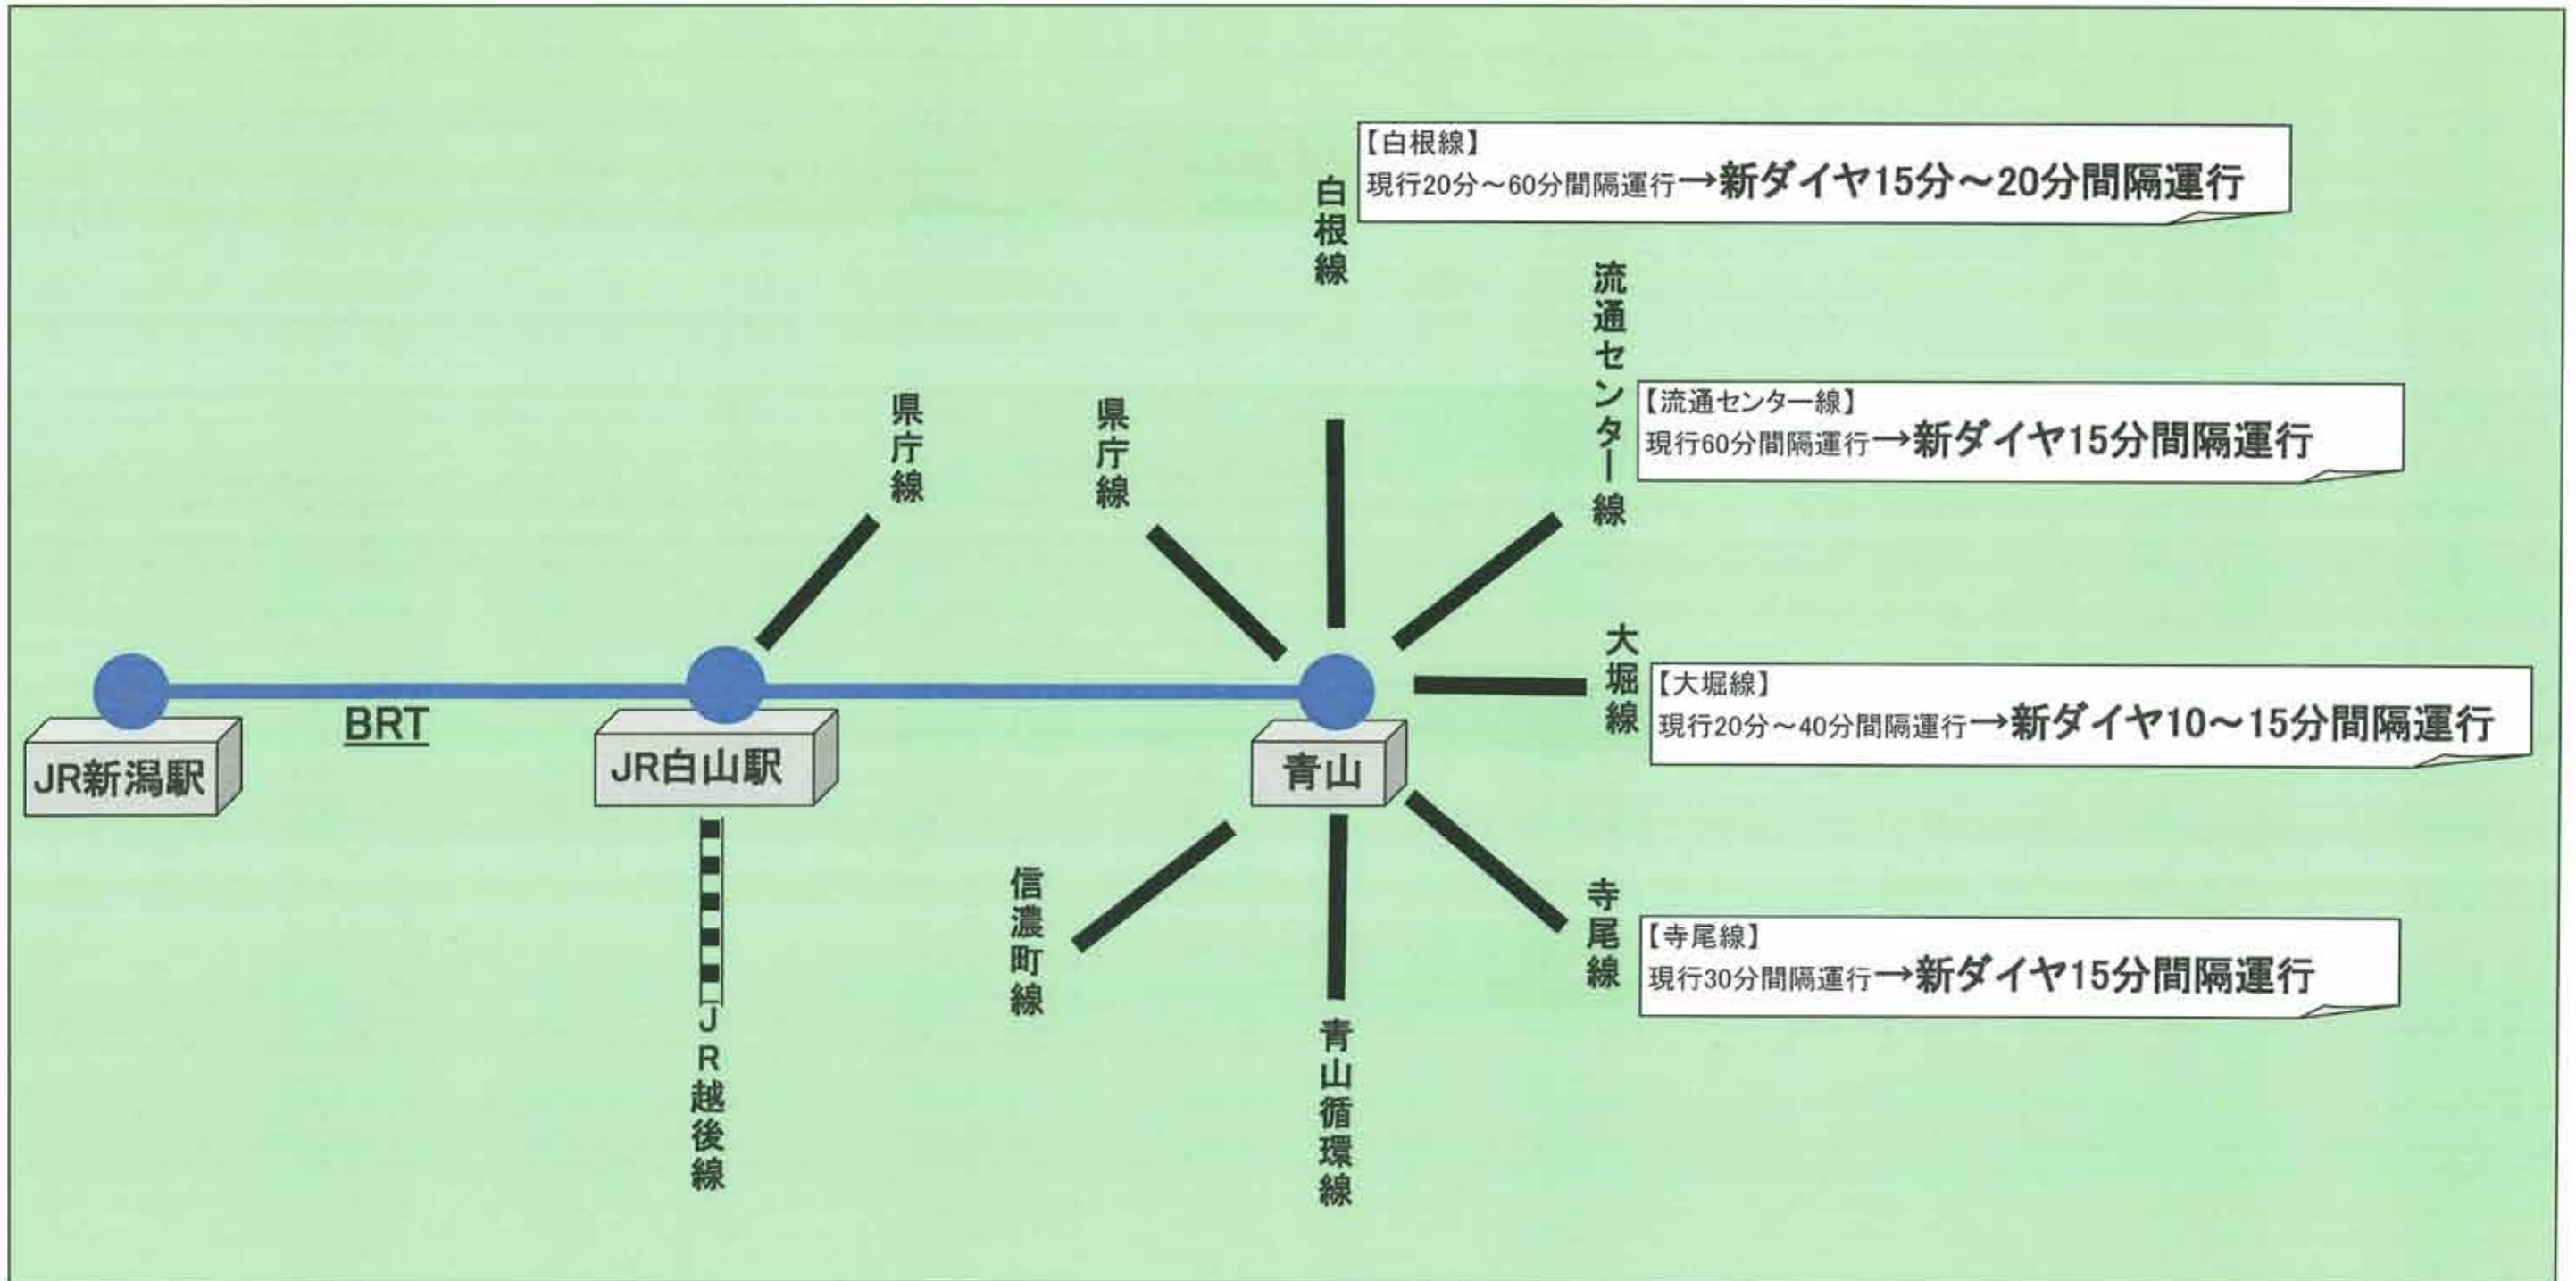 【白根線】
現行20分～60分間隔運行→新ダイヤ15分～20分間隔運行
白根線
流通センター線
【流通センター線】
現行60分間隔運行→新ダイヤ15分間隔運行
県庁線
県庁線
大堀線
【大堀線】
現行20分～40分間隔運行→新ダイヤ10～15分間隔運行
BRT
JR新潟駅
JR白山駅
青山
信濃町線
寺尾線
【寺尾線】
現行30分間隔運行→新ダイヤ15分間隔運行
JR越後線
青山循環線